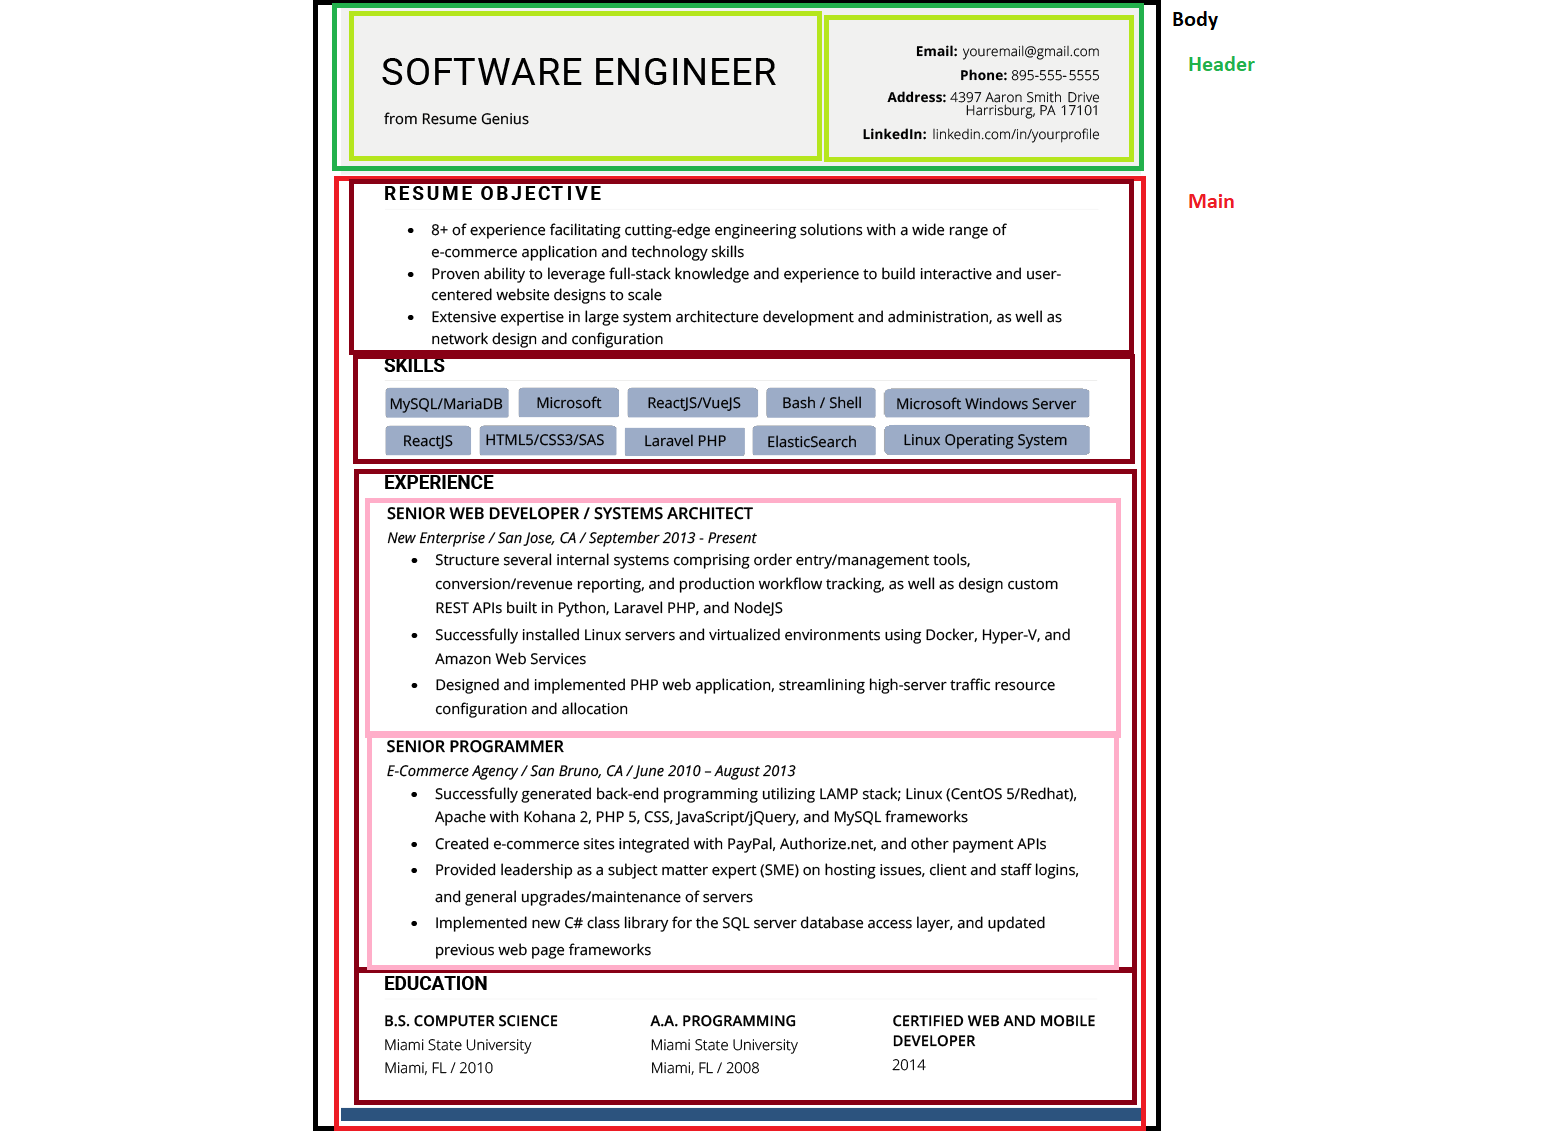 Body
Header
SOFTWARE ENGINEER
from Resume Genius
Email: youremail@gmail.com
Phone: 895-555-5555
Address: 4397 Aaron Smith Drive
Harrisburg, PA 17101
LinkedIn: linkedin.com/in/yourprofile
Main
RESUME OBJECTIVE
• 8+ of experience facilitating cutting-edge engineering solutions with a wide range of
e-commerce application and technology skills
• Proven ability to leverage full-stack knowledge and experience to build interactive and user-
centered website designs to scale
• Extensive expertise in large system architecture development and administration, as well as
network design and configuration
SKILLS
MySQL/MariaDB Microsoft ReactJS/VueJS Bash / Shell Microsoft Windows Server
ReactJS HTML5/CSS3/SAS Laravel PHP ElasticSearch Linux Operating System
EXPERIENCE
SENIOR WEB DEVELOPER / SYSTEMS ARCHITECT
New Enterprise / San Jose, CA / September 2013 - Present
• Structure several internal systems comprising order entry/management tools,
conversion/revenue reporting, and production workflow tracking, as well as design custom
REST APIs built in Python, Laravel PHP, and NodeJS
• Successfully installed Linux servers and virtualized environments using Docker, Hyper-V, and
Amazon Web Services
• Designed and implemented PHP web application, streamlining high-server traffic resource
configuration and allocation
SENIOR PROGRAMMER
E-Commerce Agency / San Bruno, CA / June 2010 – August 2013
• Successfully generated back-end programming utilizing LAMP stack; Linux (CentOS 5/Redhat),
Apache with Kohana 2, PHP 5, CSS, JavaScript/jQuery, and MySQL frameworks
• Created e-commerce sites integrated with PayPal, Authorize.net, and other payment APIs
• Provided leadership as a subject matter expert (SME) on hosting issues, client and staff logins,
and general upgrades/maintenance of servers
• Implemented new C# class library for the SQL server database access layer, and updated
previous web page frameworks
EDUCATION
B.S. COMPUTER SCIENCE
Miami State University
Miami, FL / 2010
A.A. PROGRAMMING
Miami State University
Miami, FL / 2008
CERTIFIED WEB AND MOBILE
DEVELOPER
2014